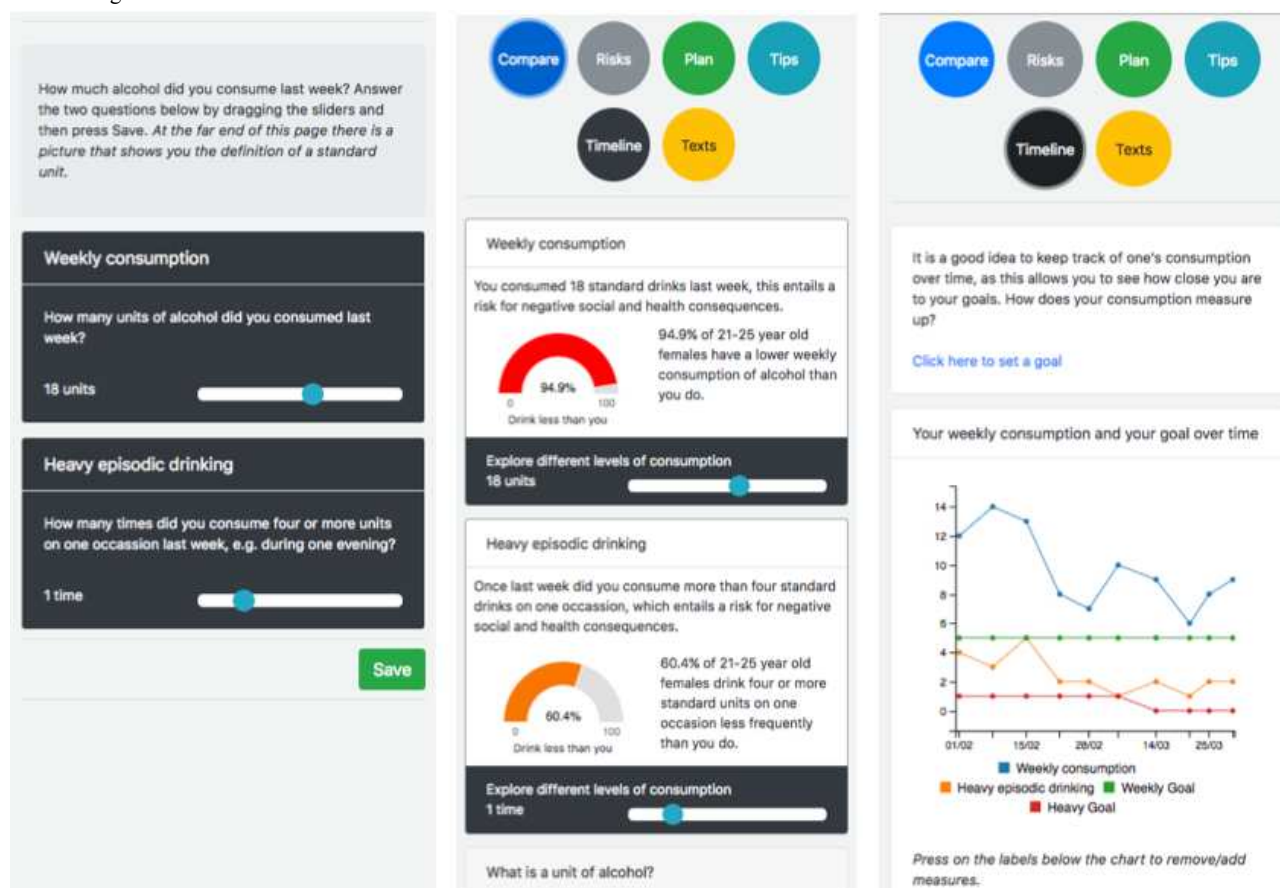 How much alcohol did you consume last week? Answer
the two questions below by dragging the sliders and
then press Save. At the far end of this page there is a
picture that shows you the definition of a standard
unit.
Weekly consumption
How many units of alcohol did you consumed last
week?
18 units
Heavy episodic drinking
How many times did you consume four or more units
on one occassion last week, e.g. during one evening?
1 time
Save
Compare
Risks
Plan
Tips
Timeline
Texts
Weekly consumption
You consumed 18 standard drinks last week, this entails a
risk for negative social and health consequences.
94.9%
0
100
Drink less than you
94.9% of 21-25 year old
females have a lower weekly
consumption of alcohol than
you do.
Explore different levels of consumption
18 units
Heavy episodic drinking
Once last week did you consume more than four standard
drinks on one occassion, which entails a risk for negative
social and health consequences.
60.4%
0
100
Drink less than you
60.4% of 21-25 year old
females drink four or more
standard units on one
occasion less frequently
than you do.
Explore different levels of consumption
1 time
What is a unit of alcohol?
Compare
Risks
Plan
Tips
Timeline
Texts
It is a good idea to keep track of one's consumption
over time, as this allows you to see how close you are
to your goals. How does your consumption measure
up?
Click here to set a goal
Your weekly consumption and your goal over time
14
12
10
8
6
4
2
0
01/02
15/02
28/02
14/03
25/03
Weekly consumption
Heavy episodic drinking
Weekly Goal
Heavy Goal
Press on the labels below the chart to remove/add
measures.